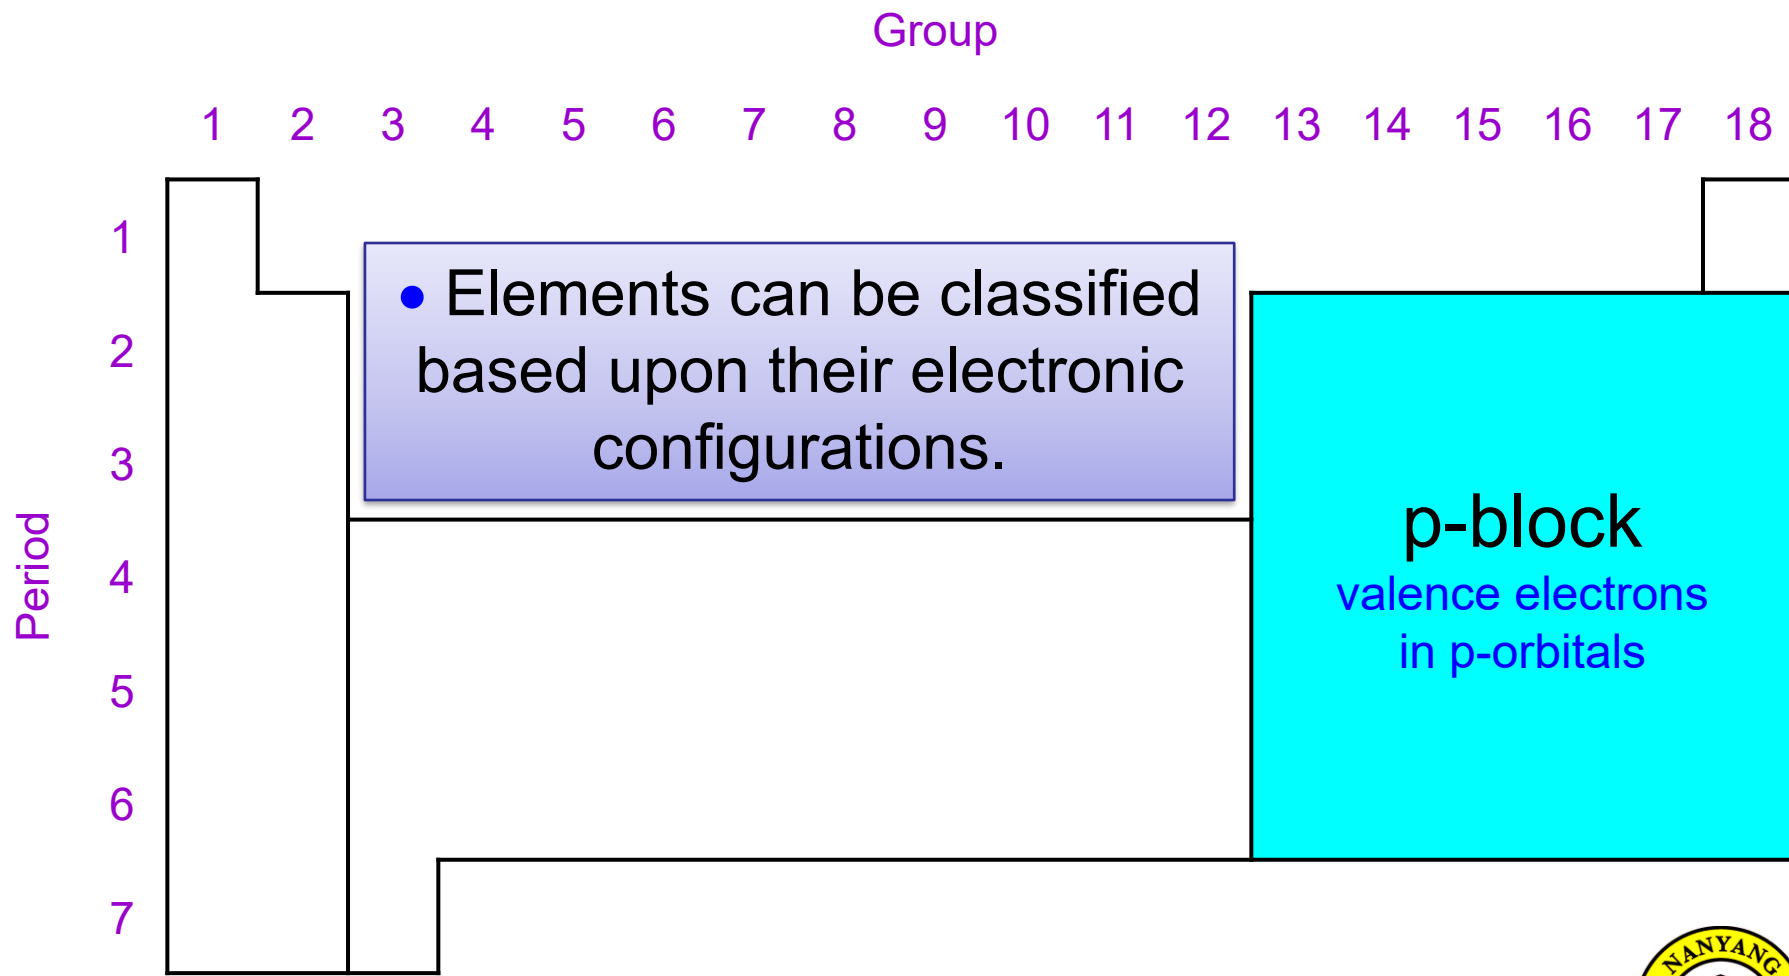 Group
1 2 3 4 5 6 7 8 9 10 11 12 13 14 15 16 17 18
Period
1
2
3
4
5
6
7
• Elements can be classified
based upon their electronic
configurations.
p-block
valence electrons
in p-orbitals
NANYANG